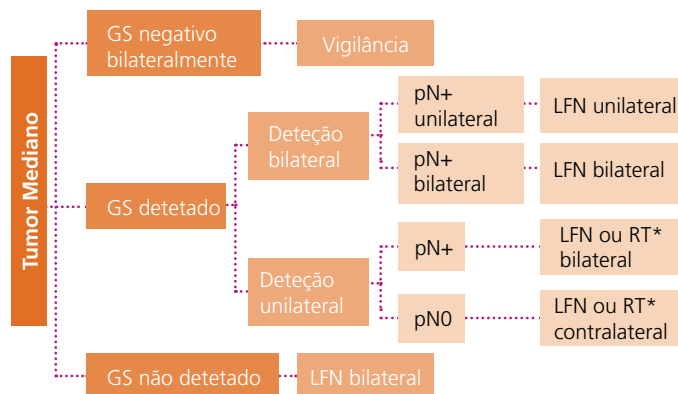 Tumor Mediano
GS negativo
bilateralmente
Vigilância
GS detetado
Deteção
bilateral
pN+
unilateral
LFN unilateral
pN+
bilateral
LFN bilateral
Deteção
unilateral
pN+
LFN ou RT*
bilateral
pN0
LFN ou RT*
contralateral
GS não detetado
LFN bilateral